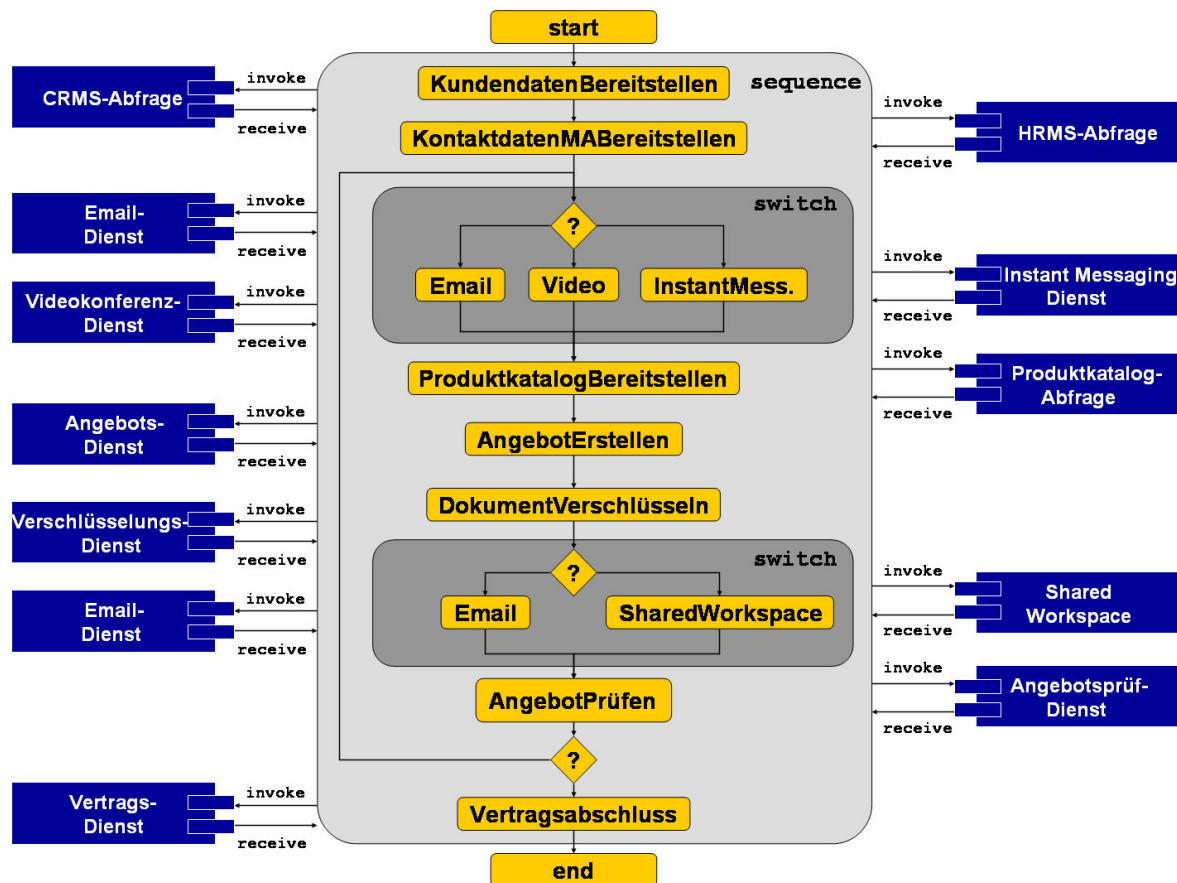 start
sequence
KundendatenBereitstellen
KontaktdatenMABereitstellen
CRMS-Abfrage
invoke
receive
HRMS-Abfrage
invoke
receive
Email-
Dienst
invoke
receive
switch
?
Email
Video
InstantMess.
Instant Messaging
Dienst
invoke
receive
Videokonferenz-
Dienst
invoke
receive
ProduktkatalogBereitstellen
Produktkatalog-
Abfrage
invoke
receive
Angebots-
Dienst
invoke
receive
AngebotErstellen
DokumentVerschlüsseln
Verschlüsselungs-
Dienst
invoke
receive
switch
?
Email
SharedWorkspace
Email-
Dienst
invoke
receive
Shared
Workspace
invoke
receive
AngebotPrüfen
Angebotsprüf-
Dienst
invoke
receive
?
Vertragsabschluss
Vertrags-
Dienst
invoke
receive
end